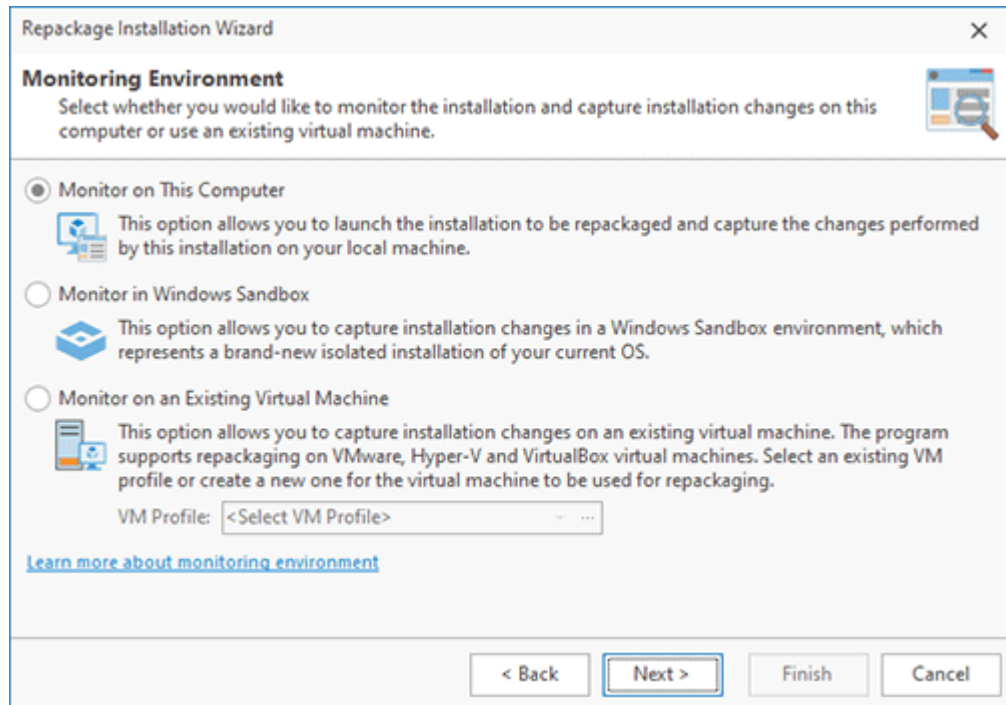 Repackage Installation Wizard
Monitoring Environment
Select whether you would like to monitor the installation and capture installation changes on this
computer or use an existing virtual machine.
Monitor on This Computer
This option allows you to launch the installation to be repackaged and capture the changes performed
by this installation on your local machine.
Monitor in Windows Sandbox
This option allows you to capture installation changes in a Windows Sandbox environment, which
represents a brand-new isolated installation of your current OS.
Monitor on an Existing Virtual Machine
This option allows you to capture installation changes on an existing virtual machine. The program
supports repackaging on VMware, Hyper-V and VirtualBox virtual machines. Select an existing VM
profile or create a new one for the virtual machine to be used for repackaging.
VM Profile: <Select VM Profile> ...
Learn more about monitoring environment
< Back Next > Finish Cancel